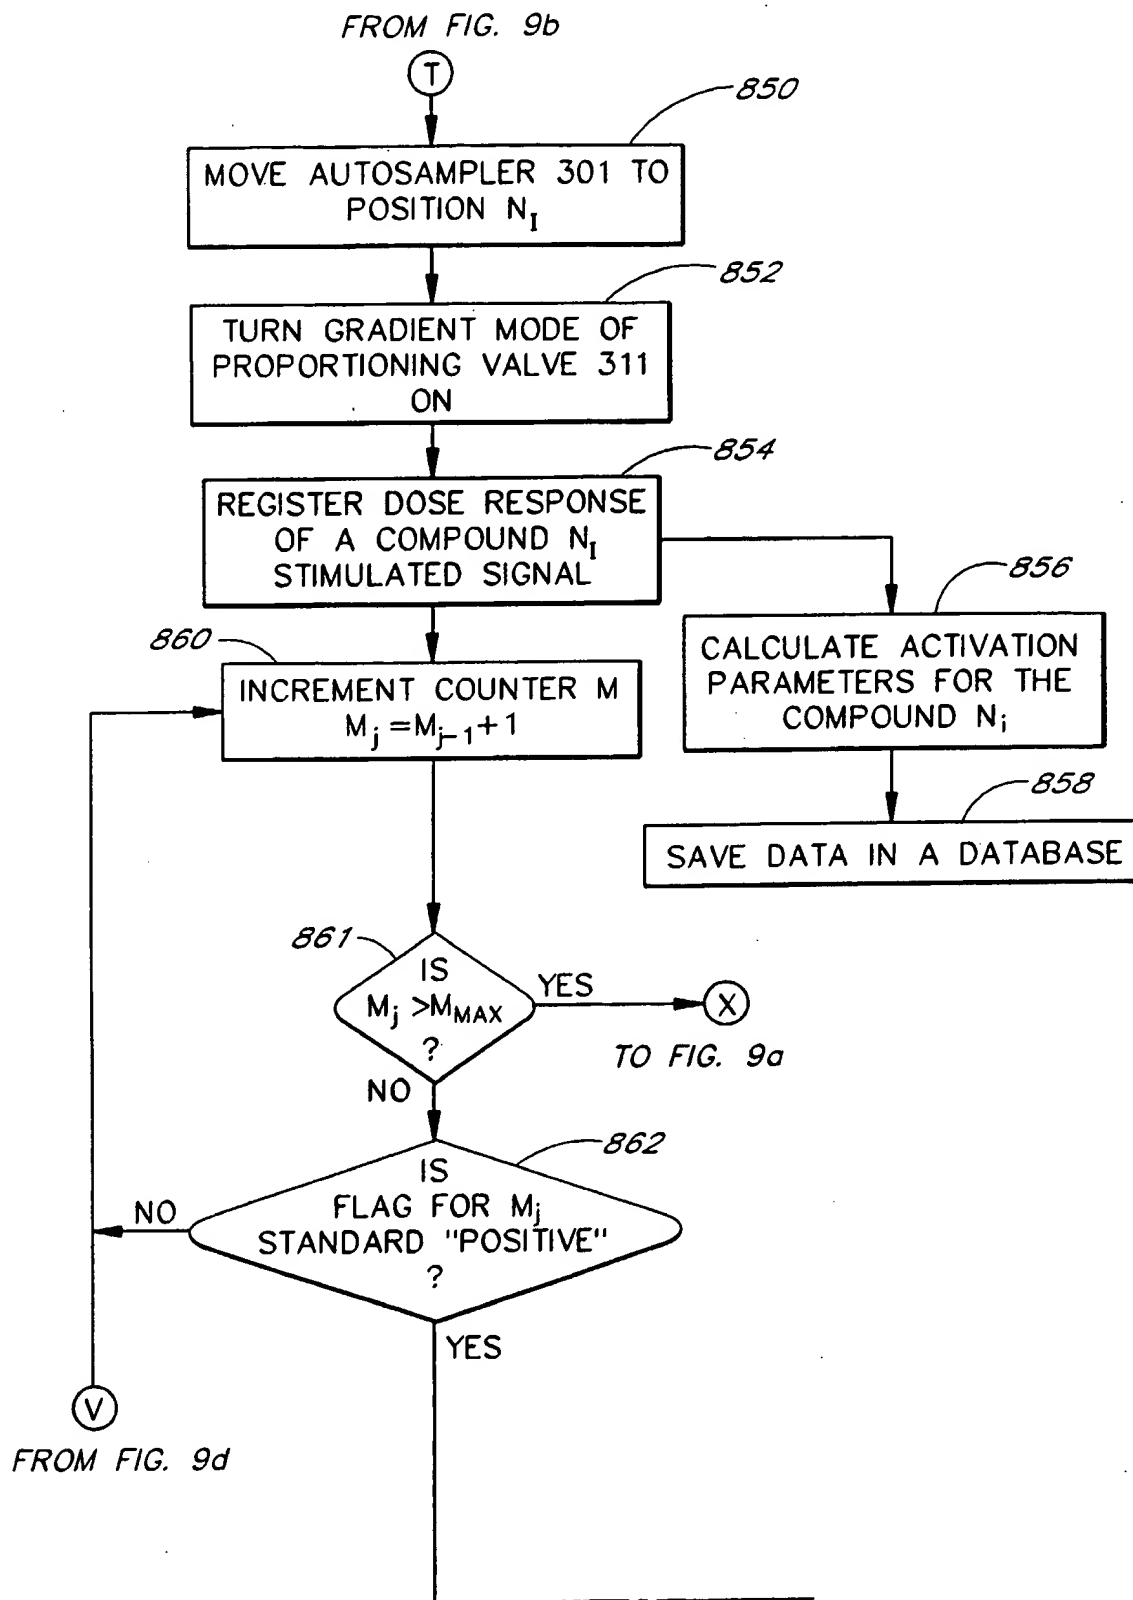 FROM FIG. 9b
T
850
MOVE AUTOSAMPLER 301 TO
POSITION N_I
852
TURN GRADIENT MODE OF
PROPORTIONING VALVE 311
ON
854
REGISTER DOSE RESPONSE
OF A COMPOUND N_I
STIMULATED SIGNAL
856
CALCULATE ACTIVATION
PARAMETERS FOR THE
COMPOUND N_i
858
SAVE DATA IN A DATABASE
860
INCREMENT COUNTER M
M_j =M_{j-1}+1
861
IS
M_j >M_{MAX}
?
YES
X
TO FIG. 9a
NO
862
IS
FLAG FOR M_j
STANDARD "POSITIVE"
?
NO
YES
V
FROM FIG. 9d